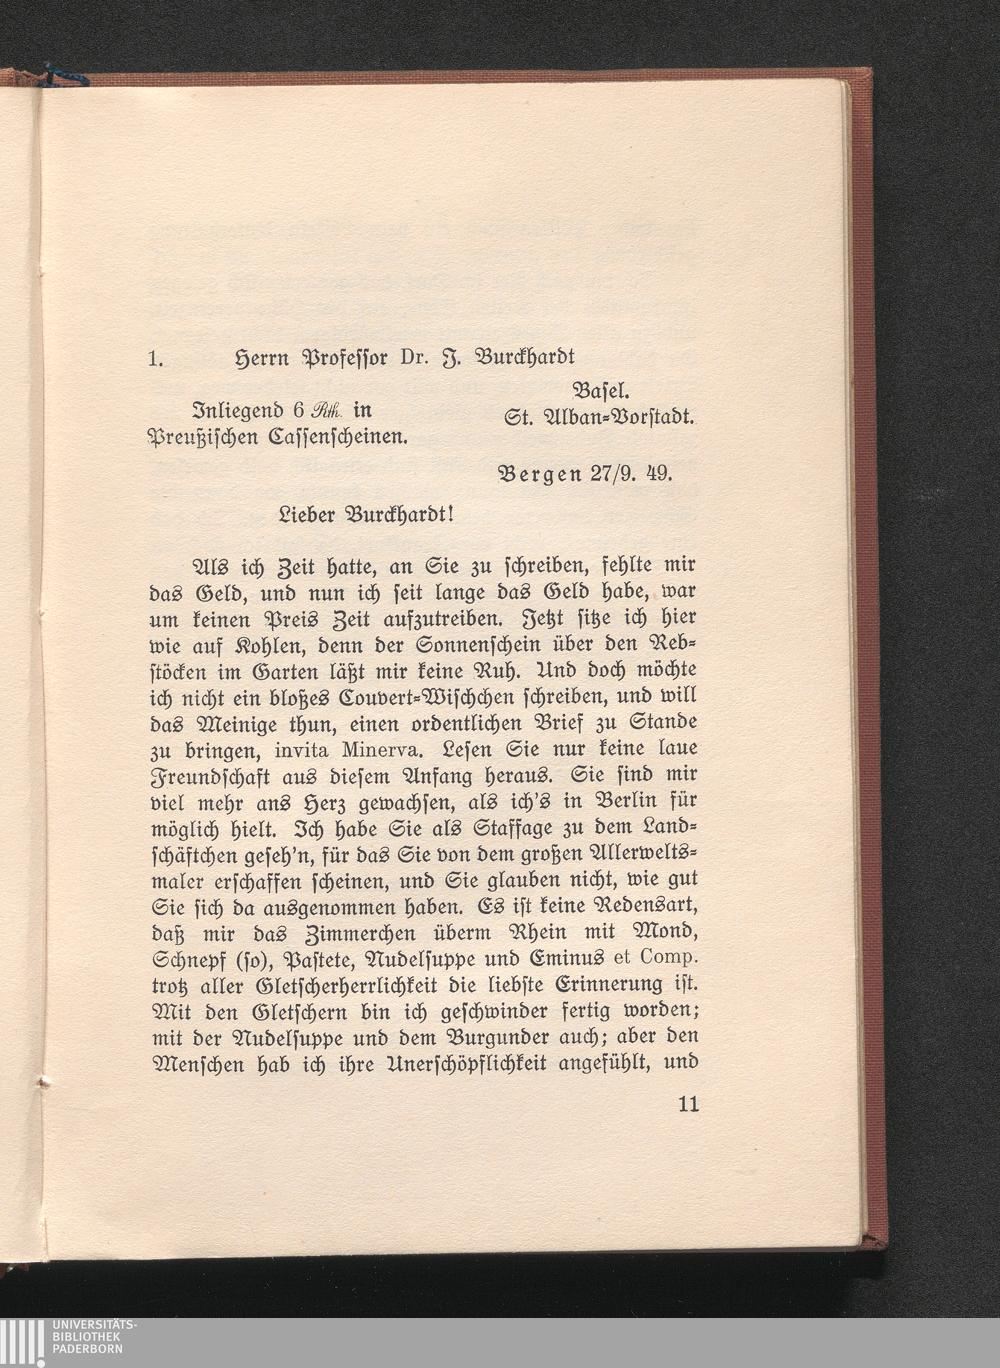 1. Herrn Professor Dr. J. Burckhardt
Basel.
St. Alban-Vorstadt.
Inliegend 6 Rth. in
Preußischen Cassenscheinen.
Bergen 27/9. 49.
Lieber Burckhardt!
Als ich Zeit hatte, an Sie zu schreiben, fehlte mir
das Geld, und nun ich seit lange das Geld habe, war
um keinen Preis Zeit aufzutreiben. Jetzt sitze ich hier
wie auf Kohlen, denn der Sonnenschein über den Reb-
stöcken im Garten läßt mir keine Ruh. Und doch möchte
ich nicht ein bloßes Couvert-Wischchen schreiben, und will
das Meinige thun, einen ordentlichen Brief zu Stande
zu bringen, invita Minerva. Lesen Sie nur keine laue
Freundschaft aus diesem Anfang heraus. Sie sind mir
viel mehr ans Herz gewachsen, als ich's in Berlin für
möglich hielt. Ich habe Sie als Staffage zu dem Land-
schäftchen geseh'n, für das Sie von dem großen Allerwelts-
maler erschaffen scheinen, und Sie glauben nicht, wie gut
Sie sich da ausgenommen haben. Es ist keine Redensart,
daß mir das Zimmerchen überm Rhein mit Mond,
Schnepf (so), Pastete, Nudelsuppe und Eminus et Comp.
trotz aller Gletscherherrlichkeit die liebste Erinnerung ist.
Mit den Gletschern bin ich geschwinder fertig worden;
mit der Nudelsuppe und dem Burgunder auch; aber den
Menschen hab ich ihre Unerschöpflichkeit angefühlt, und
11
UNIVERSITÄTS-
BIBLIOTHEK
PADERBORN